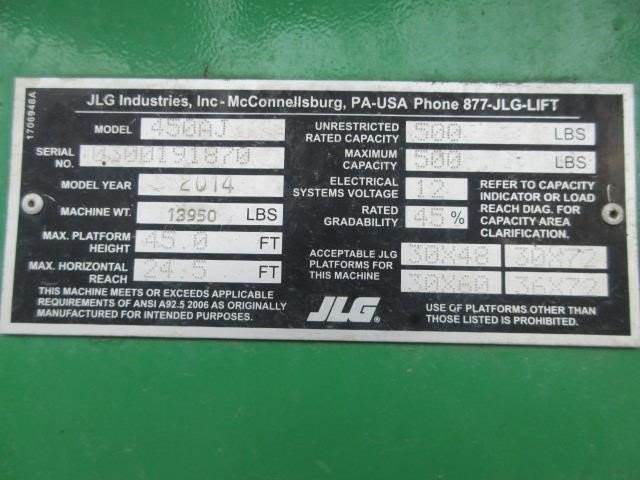 1706948A
JLG Industries, Inc - McConnellsburg, PA-USA Phone 877-JLG-LIFT
MODEL 450AJ
SERIAL NO. 0300191870
MODEL YEAR 2014
MACHINE WT. 13950 LBS
MAX. PLATFORM HEIGHT 45.0 FT
MAX. HORIZONTAL REACH 24.5 FT
THIS MACHINE MEETS OR EXCEEDS APPLICABLE
REQUIREMENTS OF ANSI A92.5 2006 AS ORIGINALLY
MANUFACTURED FOR INTENDED PURPOSES.
UNRESTRICTED RATED CAPACITY 500 LBS
MAXIMUM CAPACITY 500 LBS
ELECTRICAL SYSTEMS VOLTAGE 12
RATED GRADABILITY 45 %
REFER TO CAPACITY
INDICATOR OR LOAD
REACH DIAG. FOR
CAPACITY AREA
CLARIFICATION.
ACCEPTABLE JLG
PLATFORMS FOR
THIS MACHINE
30X48 30X72
30X60 36X72
JLG
USE OF PLATFORMS OTHER THAN
THOSE LISTED IS PROHIBITED.